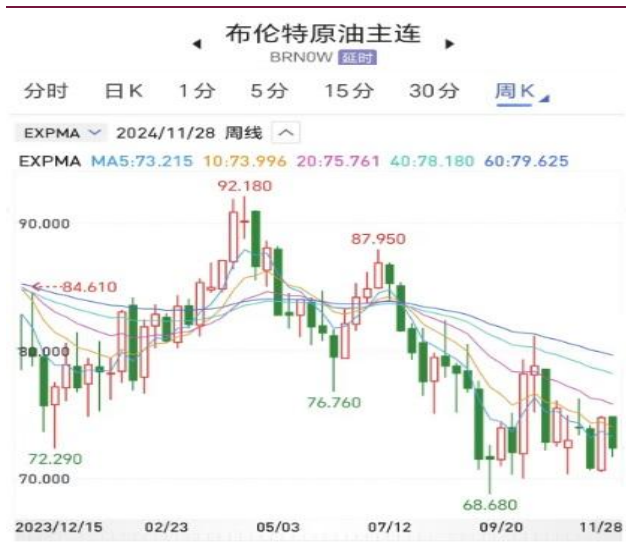 布伦特原油主连
BRN0W 延时
分时 日K 1分 5分 15分 30分 周K
EXPMA 2024/11/28 周线
EXPMA MA5:73.215 10:73.996 20:75.761 40:78.180 60:79.625
92.180
90.000
87.950
84.610
80.000
76.760
72.290
70.000
68.680
2023/12/15 02/23 05/03 07/12 09/20 11/28